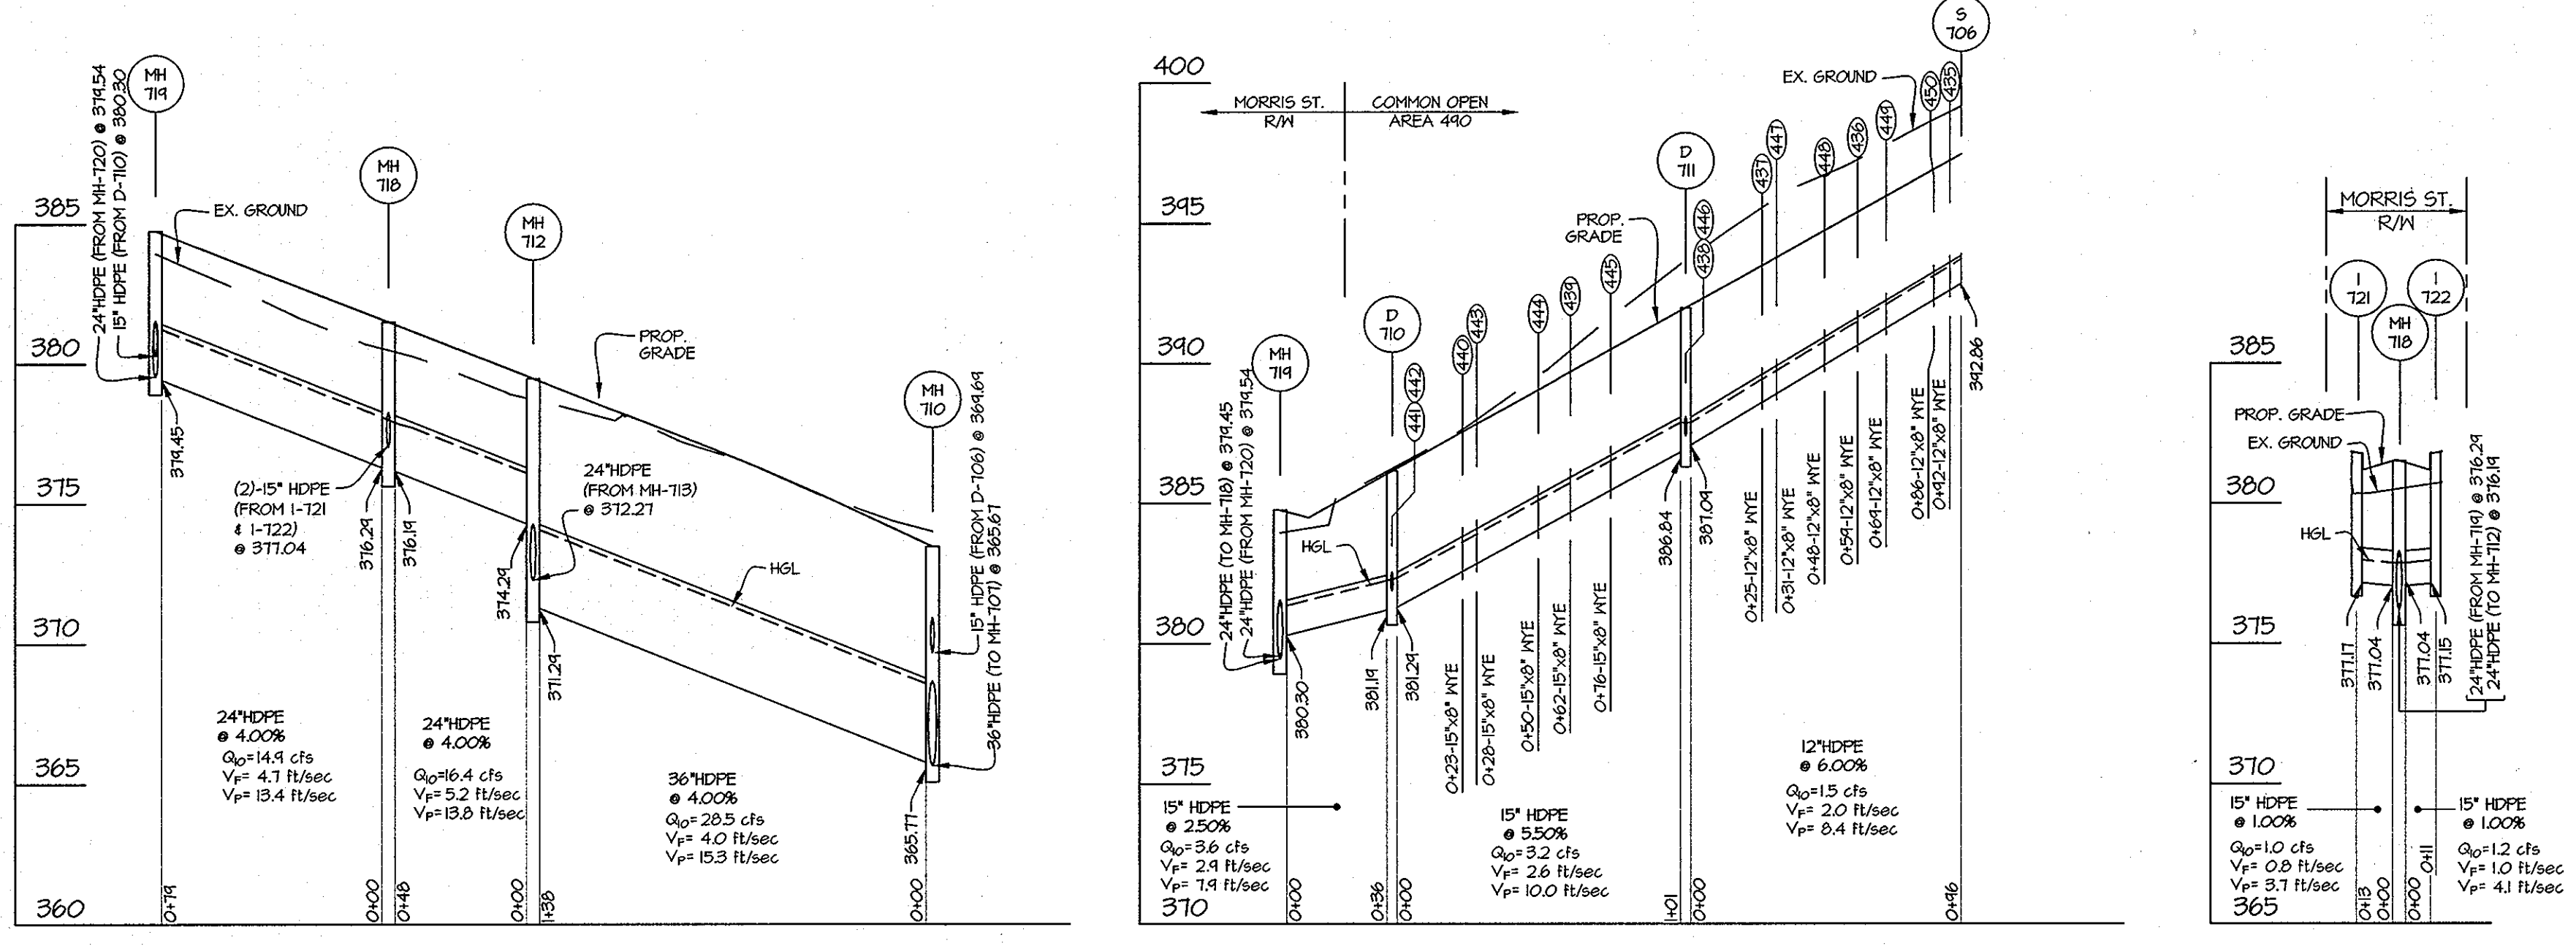 24"HDPE (FROM MH-720) @ 379.54
15" HDPE (FROM D-710) @ 380.30
MH
719
MH
718
MH
712
MH
710
385
380
375
370
365
360
EX. GROUND
PROP.
GRADE
HGL
379.45
(2)-15" HDPE
(FROM I-721
& I-722)
@ 377.04
376.29
376.19
374.29
24"HDPE
(FROM MH-713)
@ 372.27
371.29
365.77
15" HDPE (FROM D-706) @ 369.69
36"HDPE (TO MH-707) @ 365.67
24"HDPE
@ 4.00%
Q10=14.9 cfs
VF= 4.7 ft/sec
VP= 13.4 ft/sec
24"HDPE
@ 4.00%
Q10=16.4 cfs
VF= 5.2 ft/sec
VP=13.8 ft/sec
36"HDPE
@ 4.00%
Q10=28.5 cfs
VF= 4.0 ft/sec
VP= 15.3 ft/sec
0+79
0+00
0+48
0+00
1+38
0+00
400
395
390
385
380
375
370
MORRIS ST.
R/W
COMMON OPEN
AREA 490
S
706
EX. GROUND
PROP.
GRADE
D
711
D
710
MH
719
HGL
441
442
440
443
444
439
445
438
446
437
447
448
436
449
450
435
24"HDPE (TO MH-718) @ 379.45
24"HDPE (FROM MH-720) @ 379.54
380.30
381.19
381.29
386.84
387.09
392.86
0+23-15"x8" WYE
0+28-15"x8" WYE
0+50-15"x8" WYE
0+62-15"x8" WYE
0+76-15"x8" WYE
0+25-12"x8" WYE
0+31-12"x8" WYE
0+48-12"x8" WYE
0+59-12"x8" WYE
0+69-12"x8" WYE
0+86-12"x8" WYE
0+92-12"x8" WYE
15" HDPE
@ 2.50%
Q10=3.6 cfs
VF= 2.9 ft/sec
VP= 7.9 ft/sec
15" HDPE
@ 5.50%
Q10=3.2 cfs
VF= 2.6 ft/sec
VP= 10.0 ft/sec
12"HDPE
@ 6.00%
Q10=1.5 cfs
VF= 2.0 ft/sec
VP= 8.4 ft/sec
0+00
0+36
0+00
1+01
0+00
0+96
MORRIS ST.
R/W
I
721
I
722
MH
718
385
380
375
370
365
PROP. GRADE
EX. GROUND
HGL
377.17
377.04
377.04
377.15
24"HDPE (FROM MH-719) @ 376.29
24"HDPE (TO MH-712) @ 376.19
15" HDPE
@ 1.00%
Q10=1.0 cfs
VF= 0.8 ft/sec
VP= 3.7 ft/sec
15" HDPE
@ 1.00%
Q10=1.2 cfs
VF= 1.0 ft/sec
VP= 4.1 ft/sec
0+13
0+00
0+00
0+11